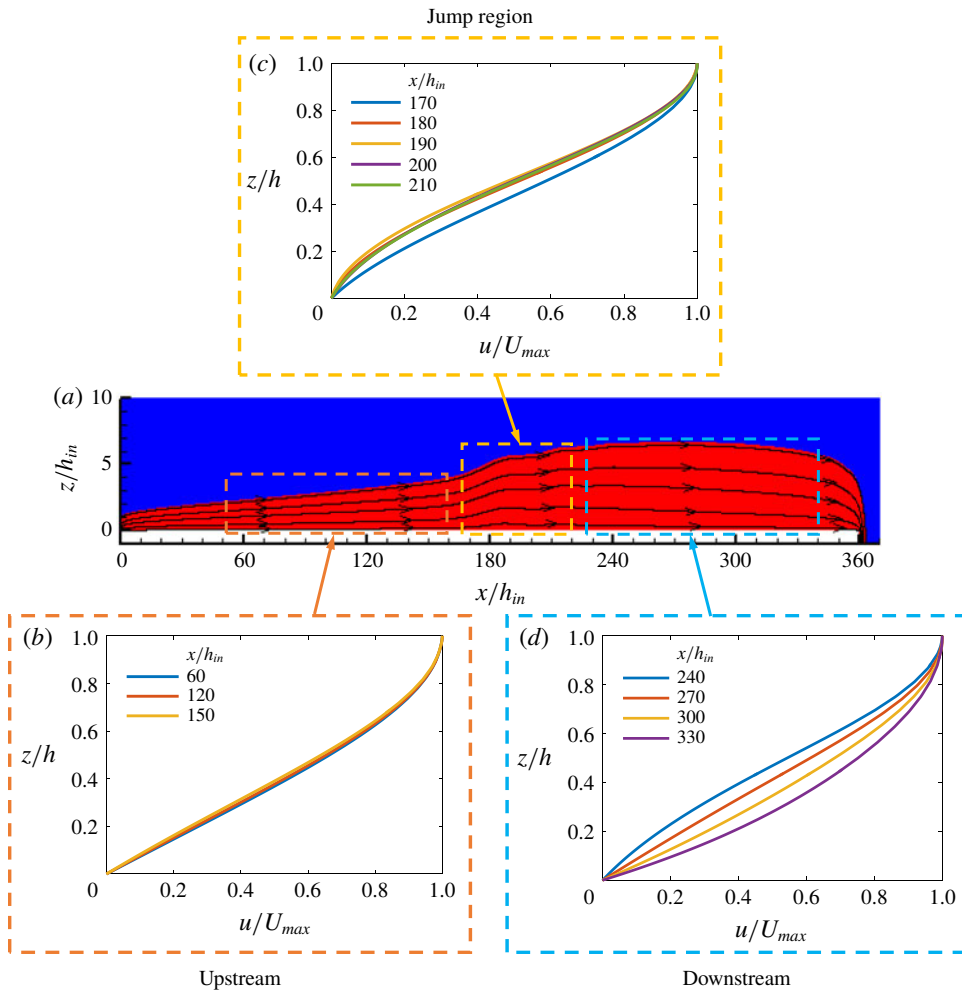 Jump region
(c)
1.0
0.8
0.6
0.4
0.2
0
z/h
x/h_in
170
180
190
200
210
0.2 0.4 0.6 0.8 1.0
u/U_max
(a)
10
5
0
z/h_in
0 60 120 180 240 300 360
x/h_in
(b)
1.0
0.8
0.6
0.4
0.2
0
z/h
x/h_in
60
120
150
0.2 0.4 0.6 0.8 1.0
u/U_max
Upstream
(d)
1.0
0.8
0.6
0.4
0.2
0
z/h
x/h_in
240
270
300
330
0.2 0.4 0.6 0.8 1.0
u/U_max
Downstream